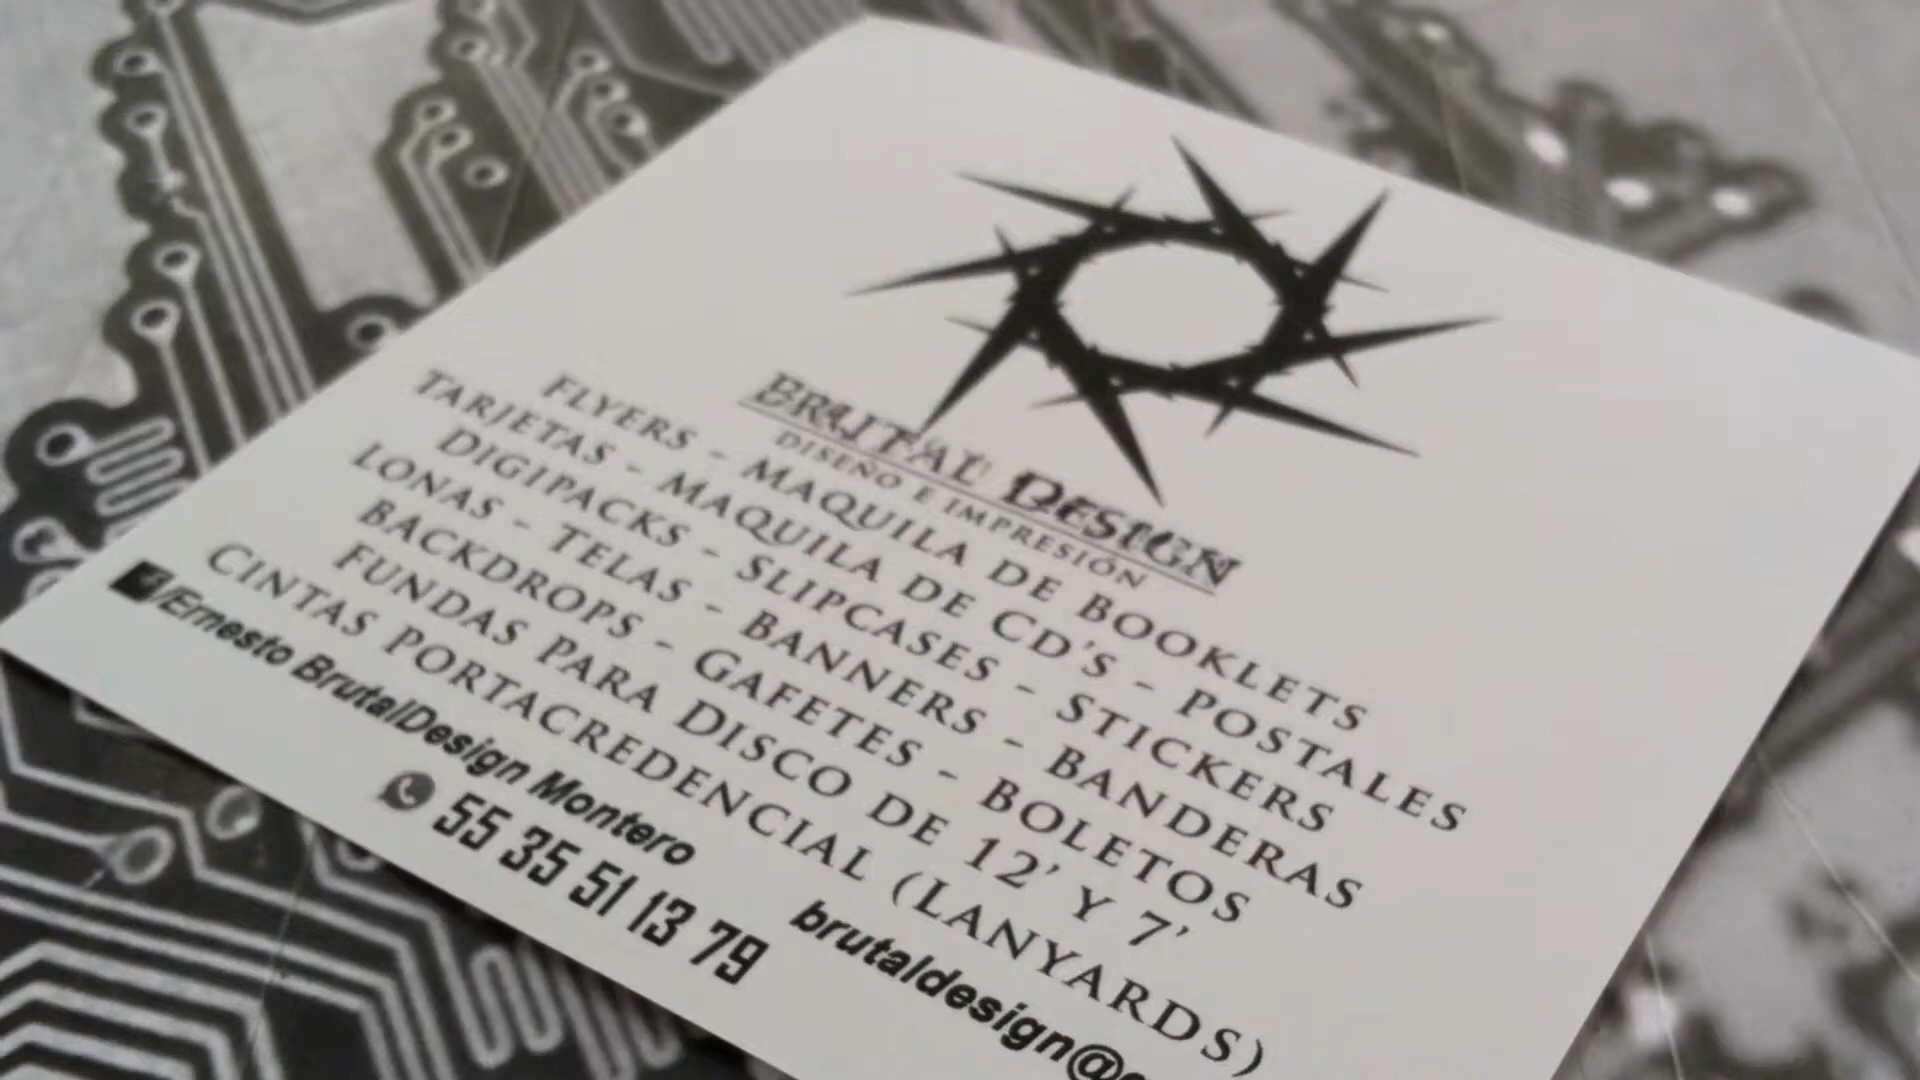 BRUTAL DESIGN
DISEÑO E IMPRESIÓN
FLYERS - MAQUILA DE BOOKLETS
TARJETAS - MAQUILA DE CD'S - POSTALES
DIGIPACKS - SLIPCASES - STICKERS
LONAS - TELAS - BANNERS - BANDERAS
BACKDROPS - GAFETES - BOLETOS
FUNDAS PARA DISCO DE 12' Y 7'
CINTAS PORTACREDENCIAL (LANYARDS)
/Ernesto BrutalDesign Montero
brutaldesign@
55 35 51 13 79